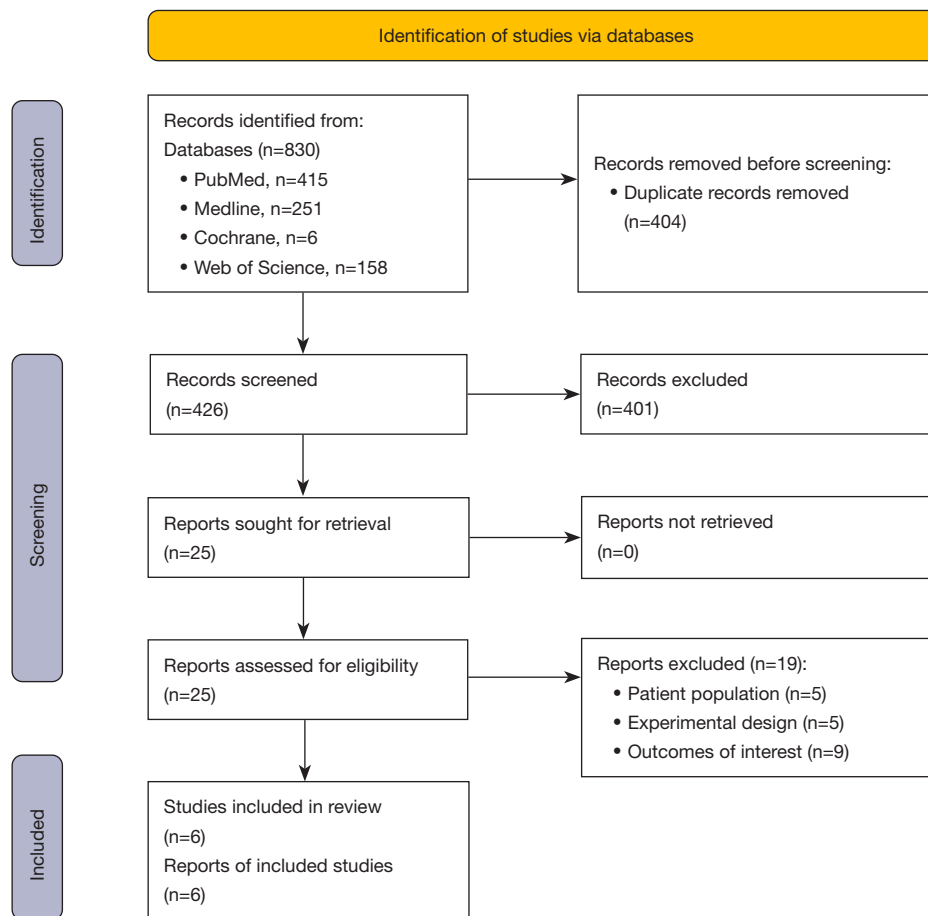 Identification of studies via databases
Identification
Records identified from:
Databases (n=830)
• PubMed, n=415
• Medline, n=251
• Cochrane, n=6
• Web of Science, n=158
Records removed before screening:
• Duplicate records removed
(n=404)
Screening
Records screened
(n=426)
Records excluded
(n=401)
Reports sought for retrieval
(n=25)
Reports not retrieved
(n=0)
Reports assessed for eligibility
(n=25)
Reports excluded (n=19):
• Patient population (n=5)
• Experimental design (n=5)
• Outcomes of interest (n=9)
Included
Studies included in review
(n=6)
Reports of included studies
(n=6)